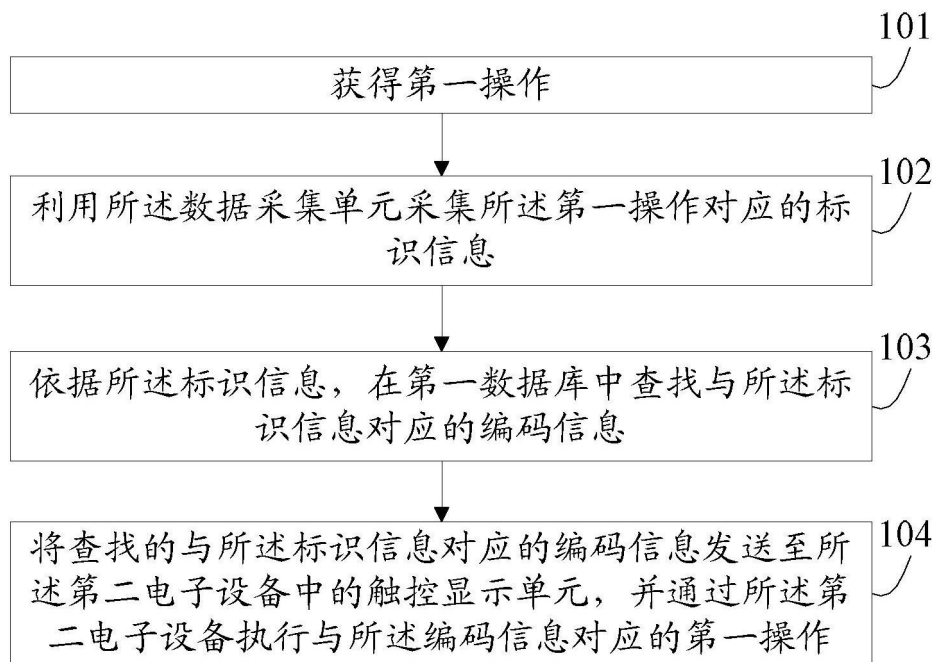 101
获得第一操作
102
利用所述数据采集单元采集所述第一操作对应的标
识信息
103
依据所述标识信息，在第一数据库中查找与所述标
识信息对应的编码信息
104
将查找的与所述标识信息对应的编码信息发送至所
述第二电子设备中的触控显示单元，并通过所述第
二电子设备执行与所述编码信息对应的第一操作